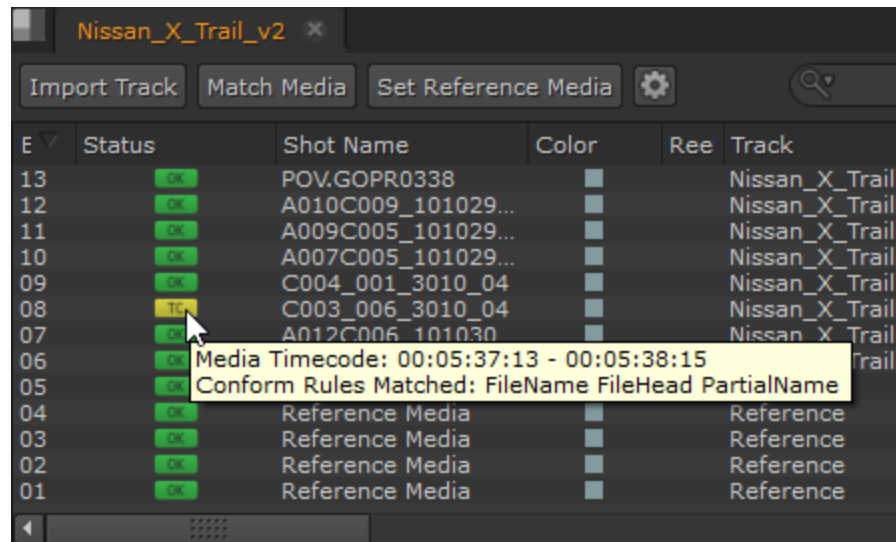 Nissan_X_Trail_v2
Import Track Match Media Set Reference Media
E Status Shot Name Color Ree Track
13 OK POV.GOPR0338 Nissan_X_Trail
12 OK A010C009_101029... Nissan_X_Trail
11 OK A009C005_101029... Nissan_X_Trail
10 OK A007C005_101029... Nissan_X_Trail
09 OK C004_001_3010_04 Nissan_X_Trail
08 TC C003_006_3010_04 Nissan_X_Trail
07 OK A012C006_101030 Nissan_X_Trail
06 OK Trail
Media Timecode: 00:05:37:13 - 00:05:38:15
05 OK
Conform Rules Matched: FileName FileHead PartialName
04 OK Reference Media Reference
03 OK Reference Media Reference
02 OK Reference Media Reference
01 OK Reference Media Reference